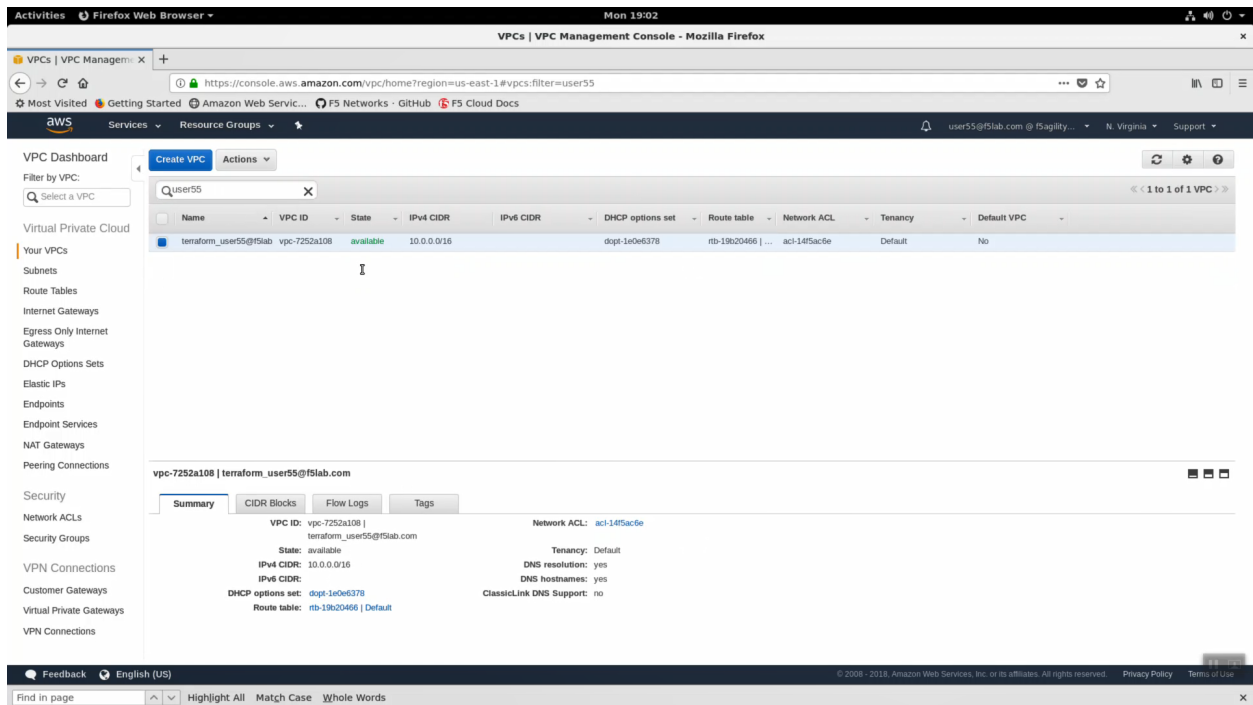 Activities Firefox Web Browser Mon 19:02
VPCs | VPC Management Console - Mozilla Firefox ×
VPCs | VPC Managem × +
https://console.aws.amazon.com/vpc/home?region=us-east-1#vpcs:filter=user55
Most Visited Getting Started Amazon Web Servic... F5 Networks · GitHub F5 Cloud Docs
aws Services Resource Groups user55@f5lab.com @ f5agility... N. Virginia Support
VPC Dashboard
Filter by VPC:
Select a VPC
Virtual Private Cloud
Your VPCs
Subnets
Route Tables
Internet Gateways
Egress Only Internet
Gateways
DHCP Options Sets
Elastic IPs
Endpoints
Endpoint Services
NAT Gateways
Peering Connections
Security
Network ACLs
Security Groups
VPN Connections
Customer Gateways
Virtual Private Gateways
VPN Connections
Create VPC Actions
user55 1 to 1 of 1 VPC
Name VPC ID State IPv4 CIDR IPv6 CIDR DHCP options set Route table Network ACL Tenancy Default VPC
terraform_user55@f5lab vpc-7252a108 available 10.0.0.0/16 dopt-1e0e6378 rtb-19b20466 | ... acl-14f5ac6e Default No
vpc-7252a108 | terraform_user55@f5lab.com
Summary CIDR Blocks Flow Logs Tags
VPC ID: vpc-7252a108 | Network ACL: acl-14f5ac6e
terraform_user55@f5lab.com
State: available Tenancy: Default
IPv4 CIDR: 10.0.0.0/16 DNS resolution: yes
IPv6 CIDR: DNS hostnames: yes
DHCP options set: dopt-1e0e6378 ClassicLink DNS Support: no
Route table: rtb-19b20466 | Default
Feedback English (US) © 2008 - 2018, Amazon Web Services, Inc. or its affiliates. All rights reserved. Privacy Policy Terms of Use
Find in page Highlight All Match Case Whole Words ×